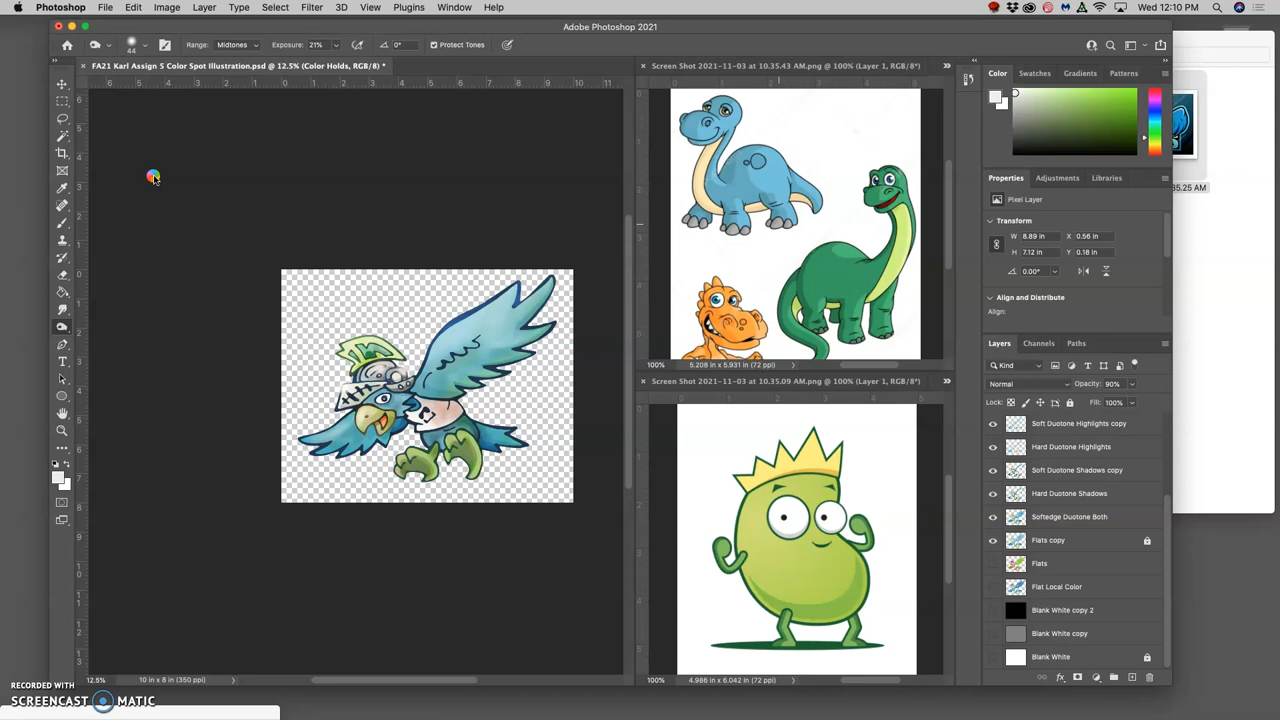 Photoshop File Edit Image Layer Type Select Filter 3D View Plugins Window Help Wed 12:10 PM
Adobe Photoshop 2021
44 Range: Midtones Exposure: 21% 0° Protect Tones
FA21 Karl Assign 5 Color Spot Illustration.psd @ 12.5% (Color Holds, RGB/8) *
Screen Shot 2021-11-03 at 10.35.43 AM.png @ 100% (Layer 1, RGB/8*)
Color Swatches Gradients Patterns
35.25 AM
Properties Adjustments Libraries
Pixel Layer
Transform
W 8.89 in X 0.56 in
H 7.12 in Y 0.18 in
0.00°
Align and Distribute
Align:
Layers Channels Paths
100% 5.208 in x 5.931 in (72 ppi)
Kind
Screen Shot 2021-11-03 at 10.35.09 AM.png @ 100% (Layer 1, RGB/8*)
Normal Opacity: 90%
Lock: Fill: 100%
Soft Duotone Highlights copy
Hard Duotone Highlights
Soft Duotone Shadows copy
Hard Duotone Shadows
Softedge Duotone Both
Flats copy
Flats
Flat Local Color
Blank White copy 2
Blank White copy
Blank White
12.5% 10 in x 8 in (350 ppi)
100% 4.986 in x 6.042 in (72 ppi)
RECORDED WITH
SCREENCAST MATIC